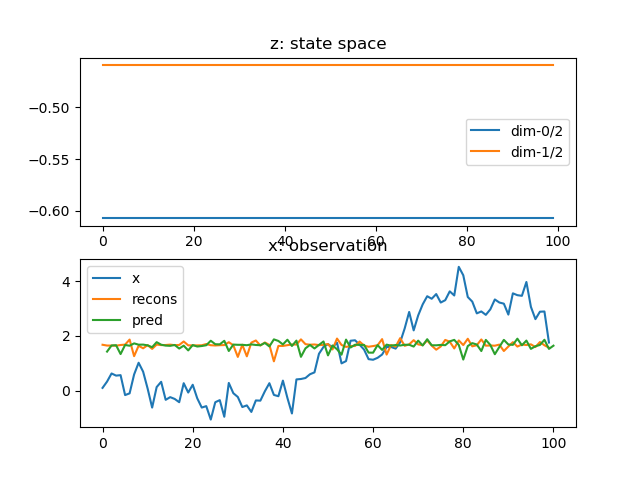 z: state space
−0.50
−0.55
−0.60
dim-0/2
dim-1/2
0 20 40 60 80 100
x: observation
4
2
0
x
recons
pred
0 20 40 60 80 100